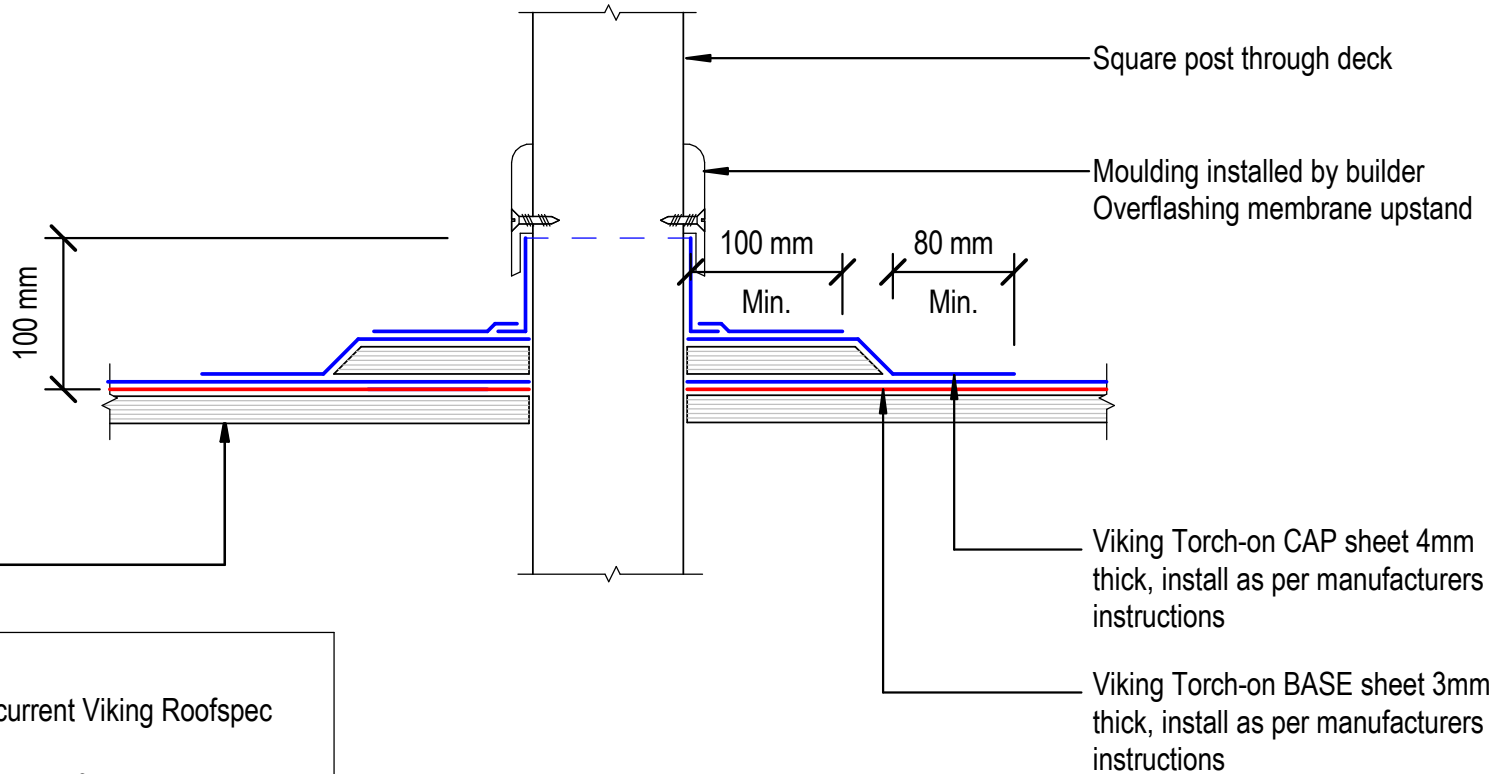 Square post through deck
Moulding installed by builder
Overflashing membrane upstand
100 mm
Min.
80 mm
Min.
100 mm
Viking Torch-on CAP sheet 4mm
thick, install as per manufacturers
instructions
current Viking Roofspec
Viking Torch-on BASE sheet 3mm
thick, install as per manufacturers
instructions